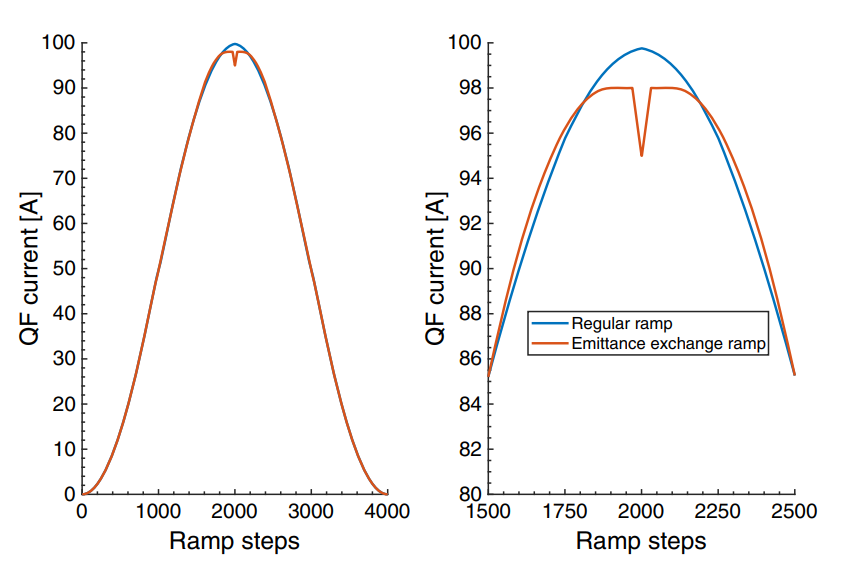 100
90
80
70
60
50
40
30
20
10
0
0 1000 2000 3000 4000
QF current [A]
Ramp steps
100
98
96
94
92
90
88
86
84
82
80
1500 1750 2000 2250 2500
QF current [A]
Ramp steps
Regular ramp
Emittance exchange ramp